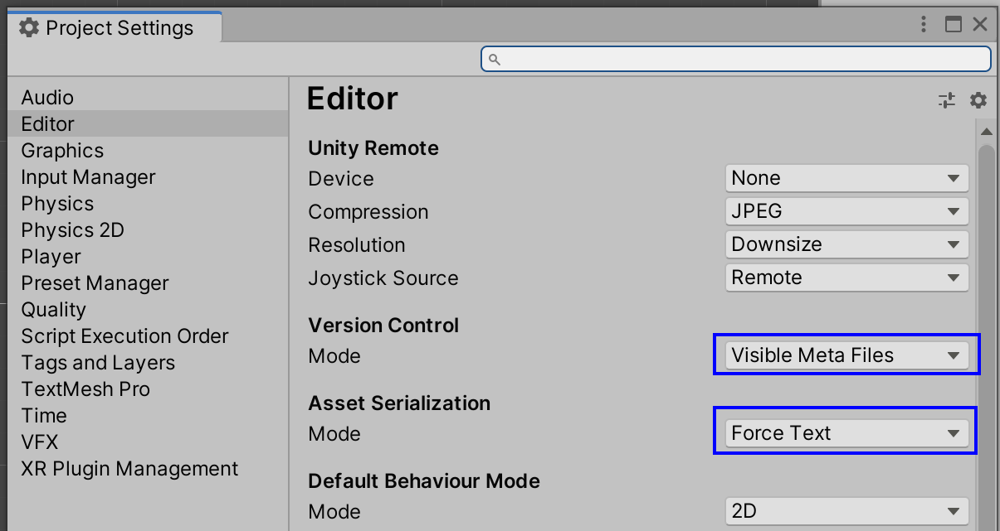 Project Settings
Audio
Editor
Graphics
Input Manager
Physics
Physics 2D
Player
Preset Manager
Quality
Script Execution Order
Tags and Layers
TextMesh Pro
Time
VFX
XR Plugin Management
Editor
Unity Remote
Device None
Compression JPEG
Resolution Downsize
Joystick Source Remote
Version Control
Mode Visible Meta Files
Asset Serialization
Mode Force Text
Default Behaviour Mode
Mode 2D